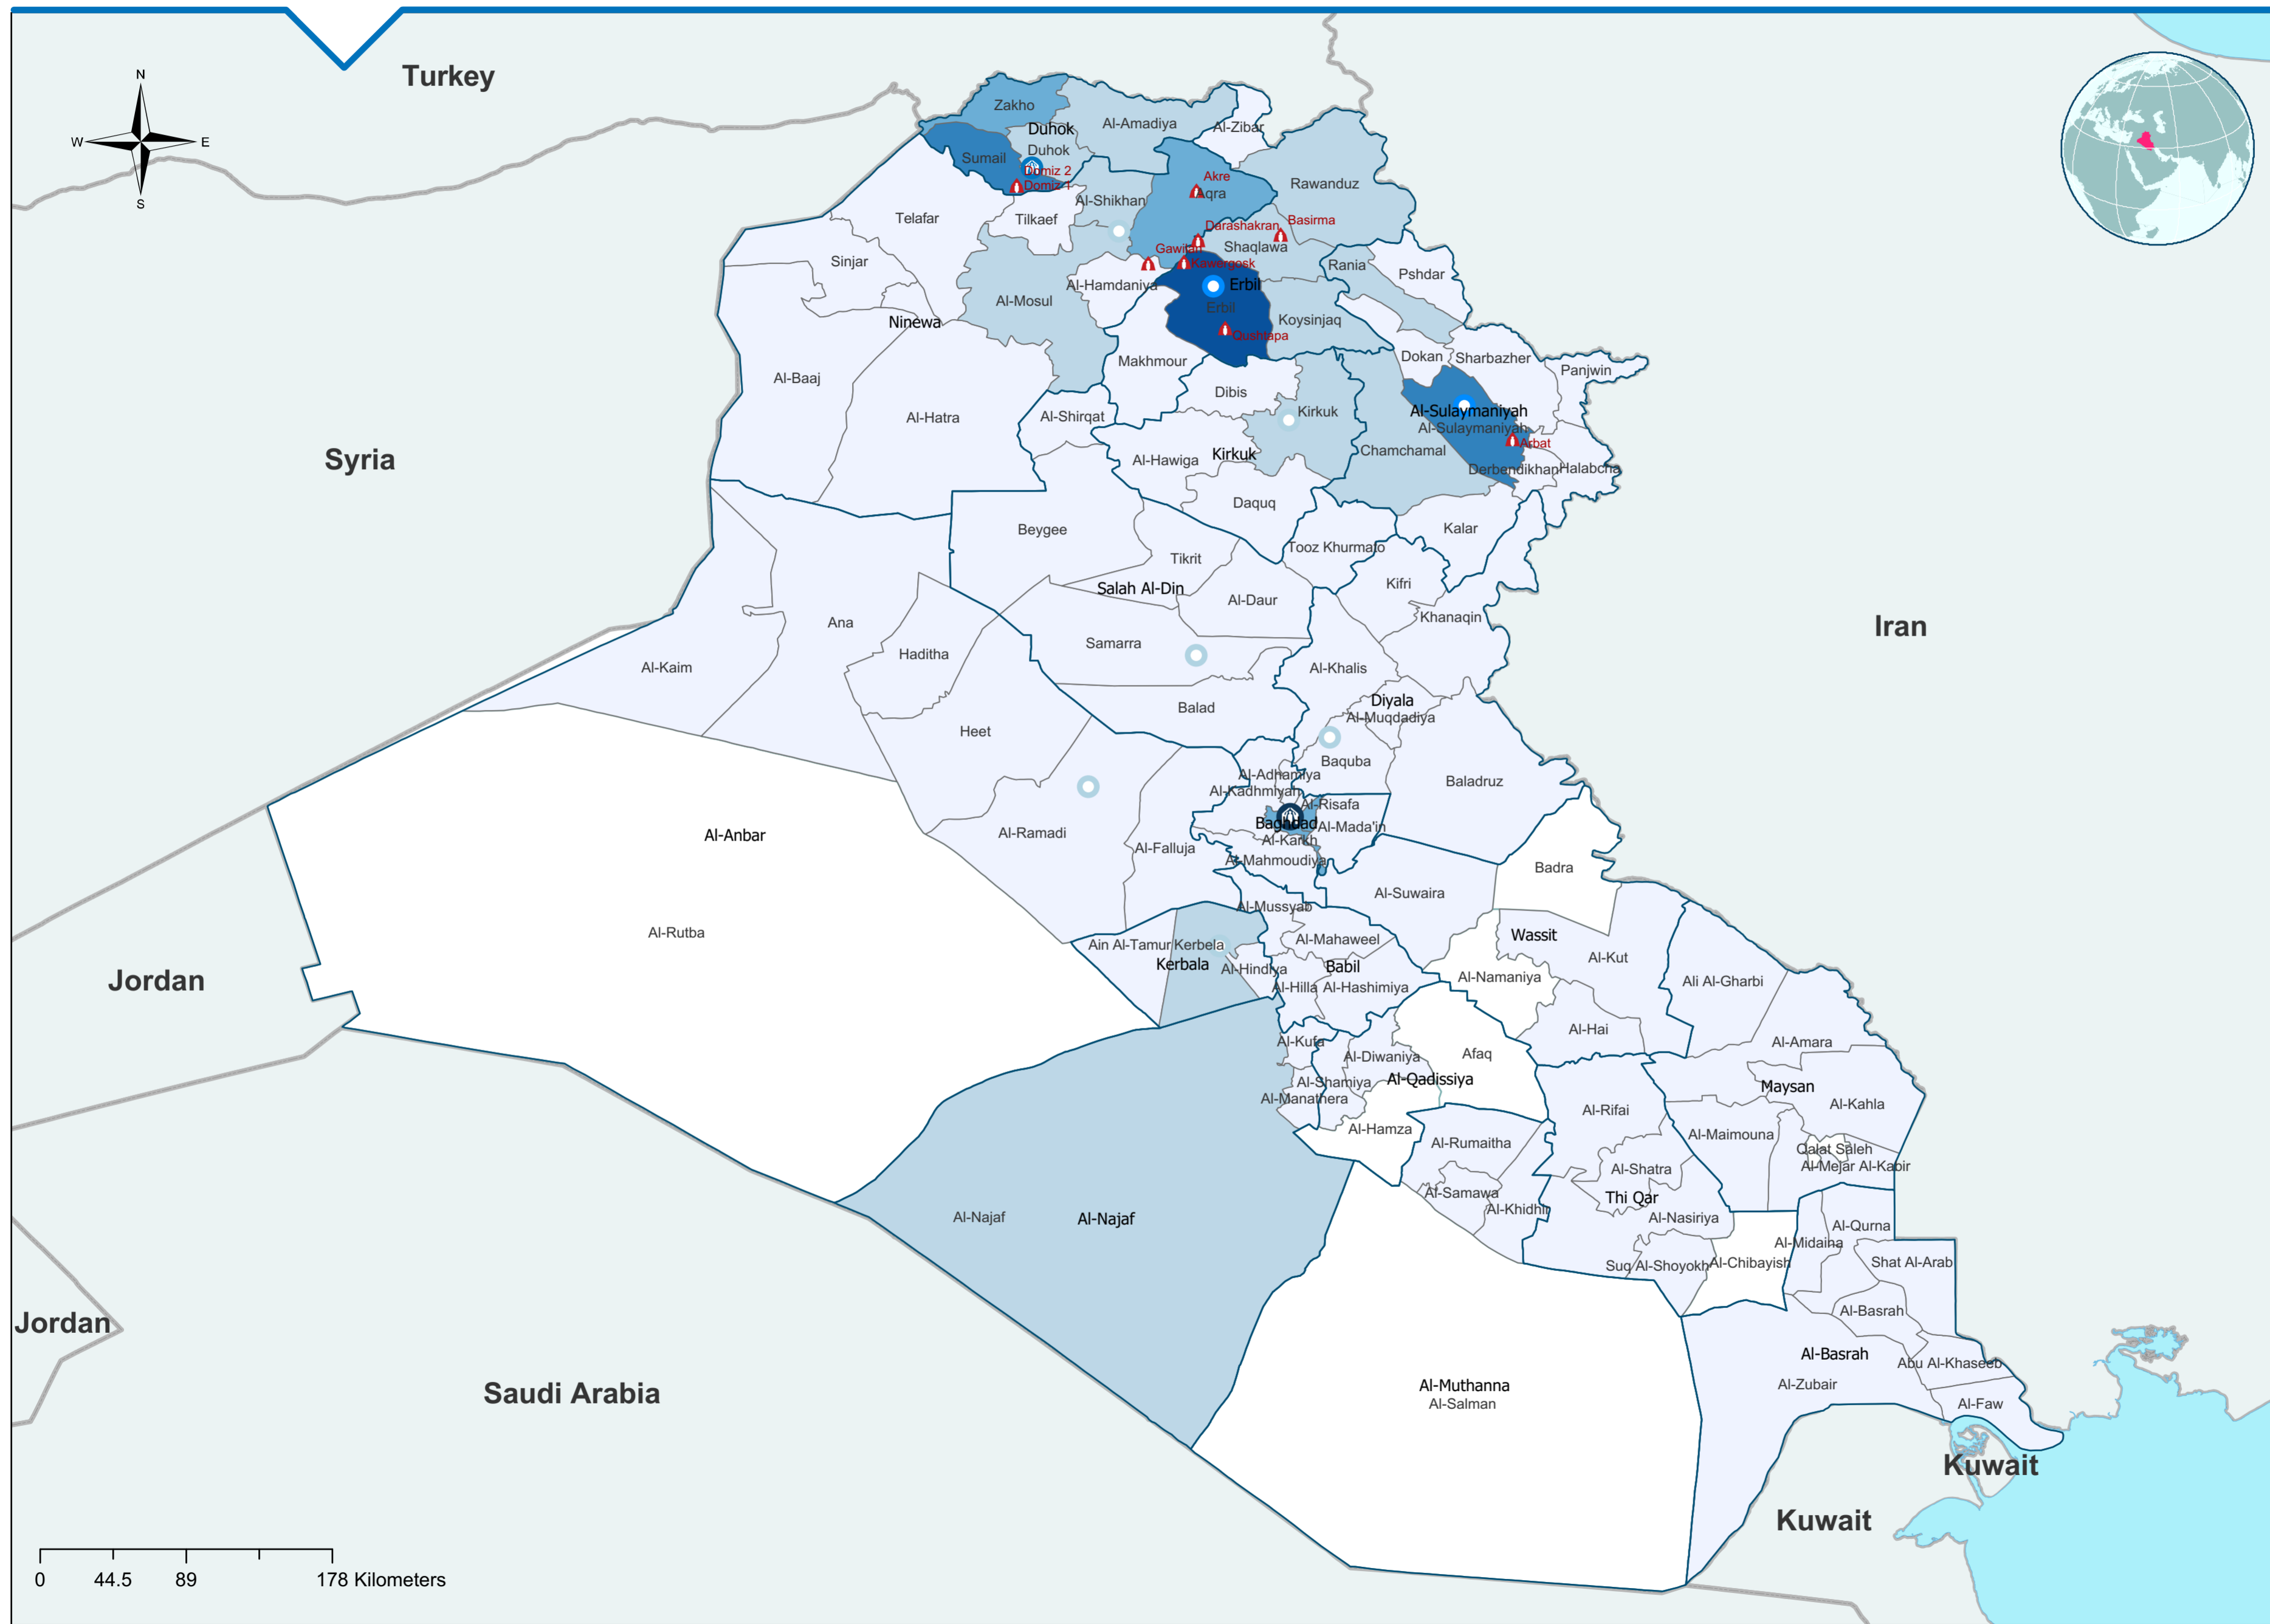 Turkey
N
W
E
S
Zakho
Al-Amadiya
Al-Zibar
Duhok
Duhok
Sumail
Domiz 2
Domiz 1
Akre
Aqra
Rawanduz
Al-Shikhan
Telafar
Tilkaef
Darashakran
Basirma
Shaqlawa
Gawilan
Kawergosk
Sinjar
Rania
Pshdar
Al-Mosul
Al-Hamdaniya
Erbil
Erbil
Koysinjaq
Qushtapa
Ninewa
Makhmour
Dokan
Sharbazher
Panjwin
Al-Baaj
Dibis
Al-Hatra
Al-Shirqat
Kirkuk
Al-Sulaymaniyah
Al-Sulaymaniyah
Arbat
Chamchamal
Syria
Al-Hawiga
Kirkuk
Derbendikhan
Halabcha
Daquq
Beygee
Kalar
Tikrit
Tooz Khurmato
Salah Al-Din
Kifri
Al-Daur
Khanaqin
Iran
Ana
Samarra
Haditha
Al-Kaim
Al-Khalis
Diyala
Balad
Al-Muqdadiya
Heet
Baquba
Al-Adhamiya
Baladruz
Al-Kadhmiyah
Al-Risafa
Baghdad
Al-Mada'in
Al-Anbar
Al-Ramadi
Al-Karkh
Al-Falluja
Al-Mahmoudiya
Badra
Al-Suwaira
Al-Mussyab
Al-Rutba
Wassit
Al-Mahaweel
Ain Al-Tamur
Kerbela
Kerbala
Al-Hindiya
Babil
Al-Kut
Jordan
Al-Namaniya
Ali Al-Gharbi
Al-Hilla
Al-Hashimiya
Al-Hai
Al-Kufa
Al-Amara
Al-Diwaniya
Afaq
Al-Shamiya
Al-Qadissiya
Maysan
Al-Manathera
Al-Rifai
Al-Kahla
Al-Hamza
Al-Maimouna
Al-Rumaitha
Qalat Saleh
Al-Mejar Al-Kabir
Al-Shatra
Al-Samawa
Thi Qar
Al-Khidhir
Al-Najaf
Al-Najaf
Al-Nasiriya
Al-Qurna
Al-Midaina
Suq Al-Shoyokh
Al-Chibayish
Shat Al-Arab
Al-Basrah
Jordan
Al-Basrah
Abu Al-Khaseeb
Al-Zubair
Saudi Arabia
Al-Muthanna
Al-Salman
Al-Faw
Kuwait
Kuwait
0 44.5 89 178 Kilometers